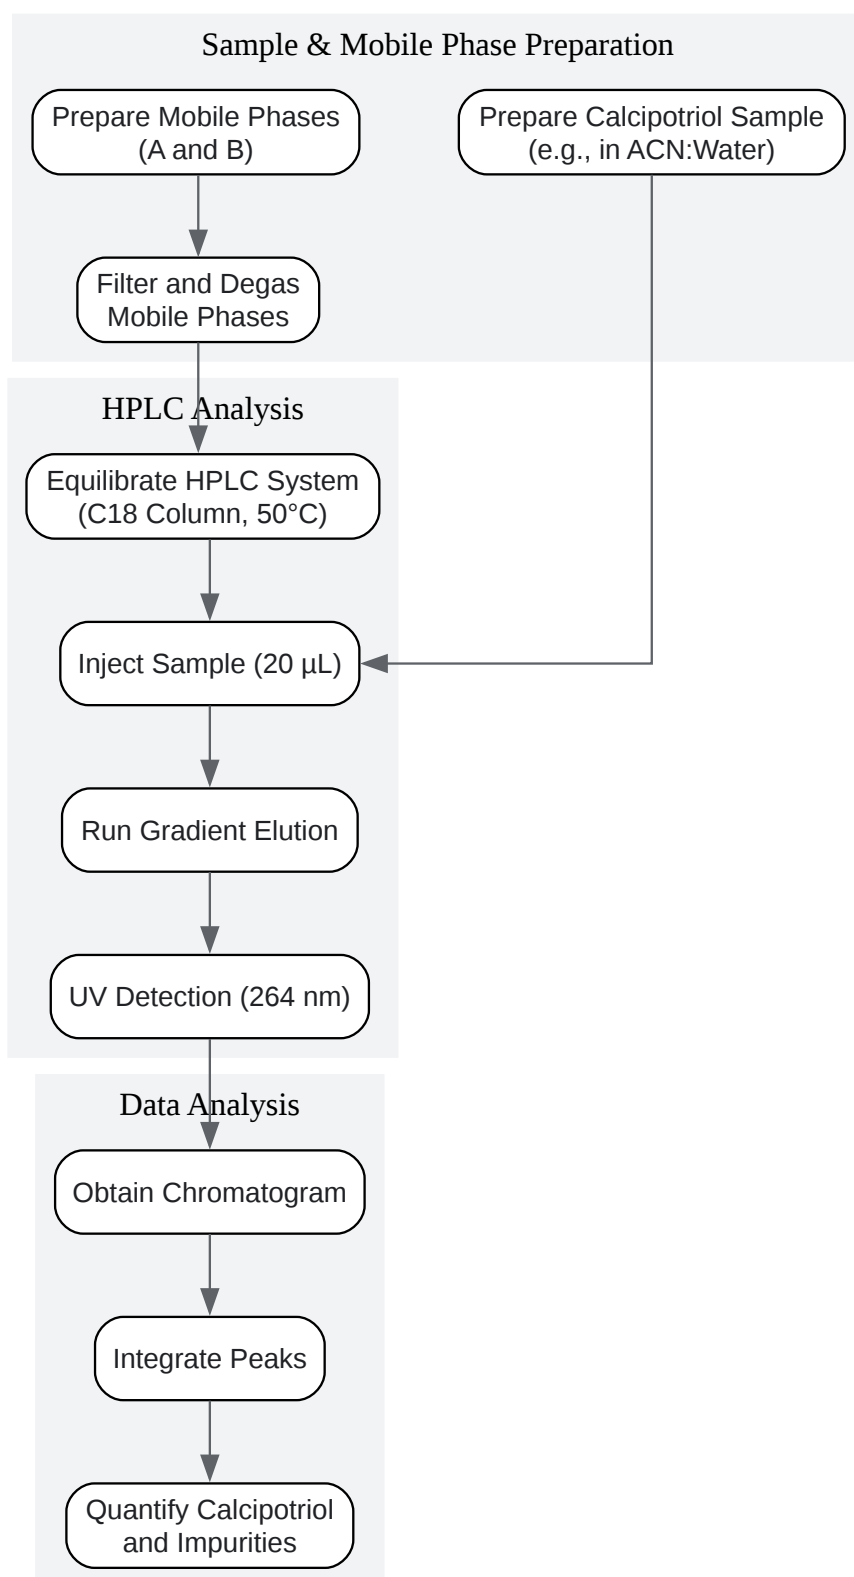 Sample & Mobile Phase Preparation
Prepare Mobile Phases
(A and B)
Prepare Calcipotriol Sample
(e.g., in ACN:Water)
Filter and Degas
Mobile Phases
HPLC Analysis
Equilibrate HPLC System
(C18 Column, 50°C)
Inject Sample (20 µL)
Run Gradient Elution
UV Detection (264 nm)
Data Analysis
Obtain Chromatogram
Integrate Peaks
Quantify Calcipotriol
and Impurities